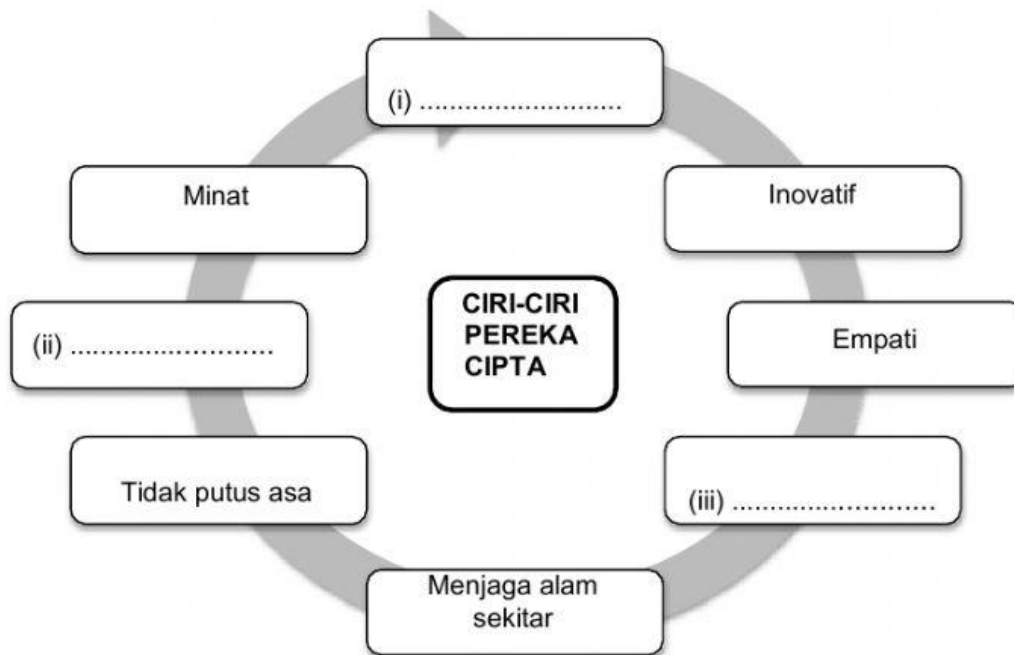 (i) ...........................
Minat
Inovatif
CIRI-CIRI
PEREKA
CIPTA
(ii) ...........................
Empati
Tidak putus asa
(iii) ...........................
Menjaga alam
sekitar